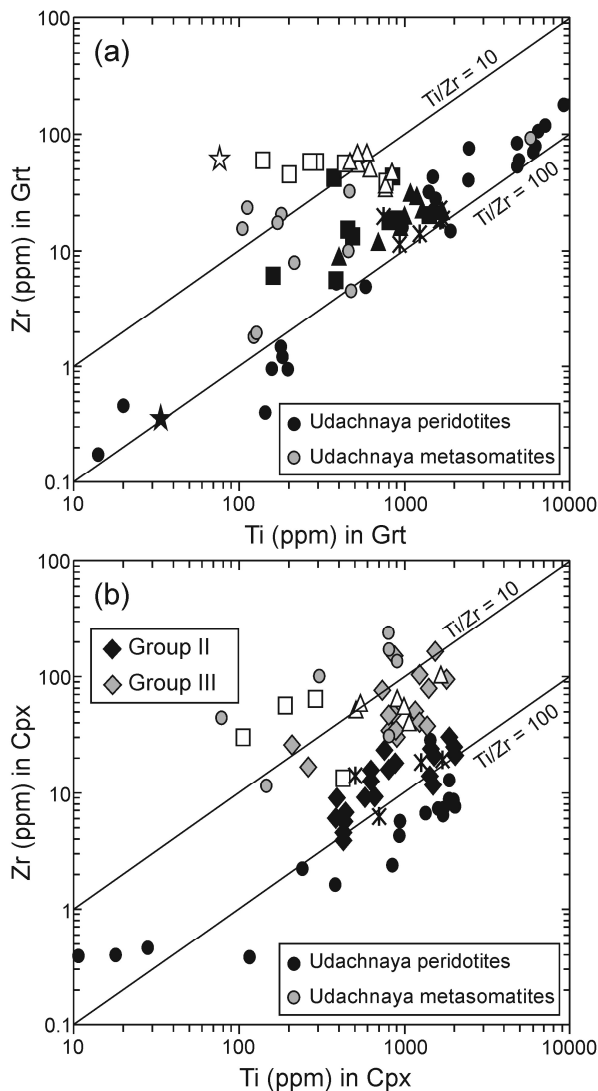 100
(a)
Ti/Zr = 10
Ti/Zr = 100
10
1
0.1
Zr (ppm) in Grt
Udachnaya peridotites
Udachnaya metasomatites
10
100
1000
10000
Ti (ppm) in Grt
100
(b)
Ti/Zr = 10
Group II
Group III
Ti/Zr = 100
10
1
0.1
Zr (ppm) in Cpx
Udachnaya peridotites
Udachnaya metasomatites
10
100
1000
10000
Ti (ppm) in Cpx